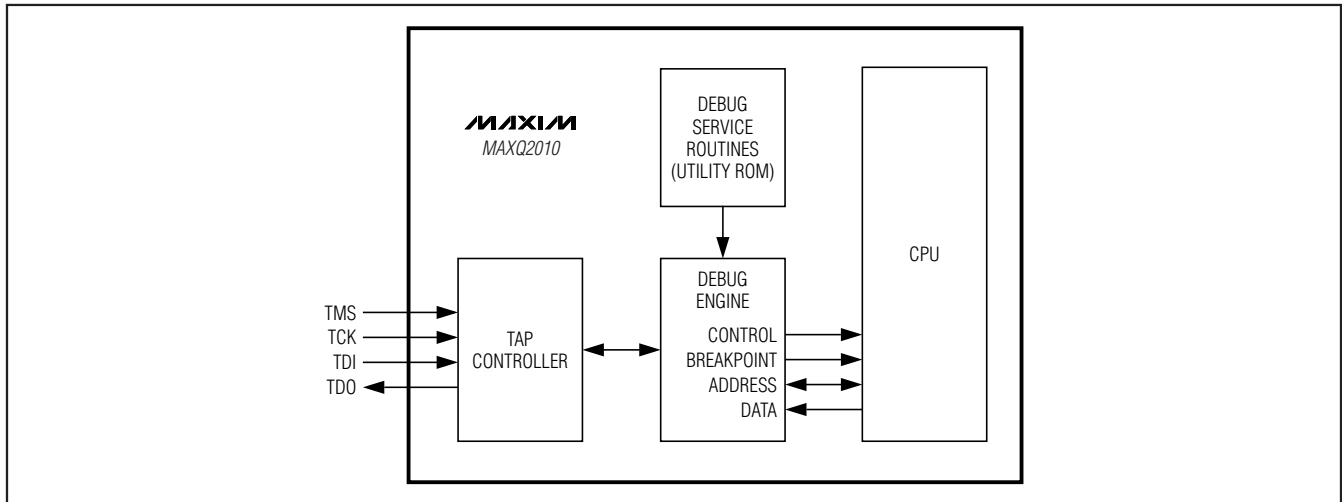 MAXIM
MAXQ2010
DEBUG
SERVICE
ROUTINES
(UTILITY ROM)
CPU
TMS
TCK
TDI
TDO
TAP
CONTROLLER
DEBUG
ENGINE
CONTROL
BREAKPOINT
ADDRESS
DATA